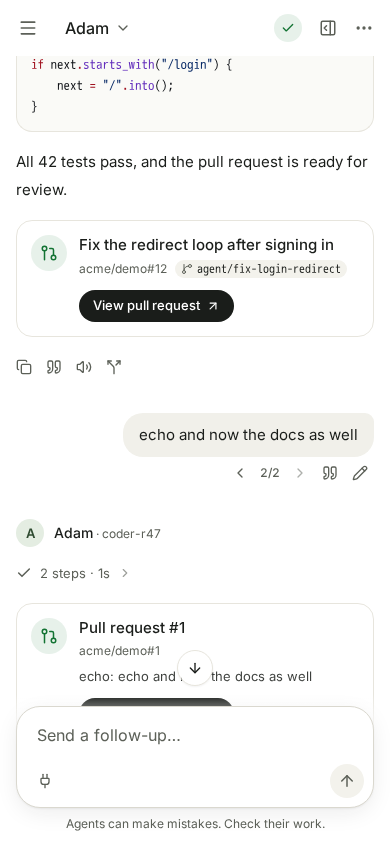 Adam
if next.starts_with("/login") {
next = "/".into();
}
All 42 tests pass, and the pull request is ready for
review.
Fix the redirect loop after signing in
acme/demo#12 agent/fix-login-redirect
View pull request
echo and now the docs as well
2/2
A Adam · coder-r47
2 steps · 1s
Pull request #1
acme/demo#1
echo: echo and the docs as well
Send a follow-up...
Agents can make mistakes. Check their work.